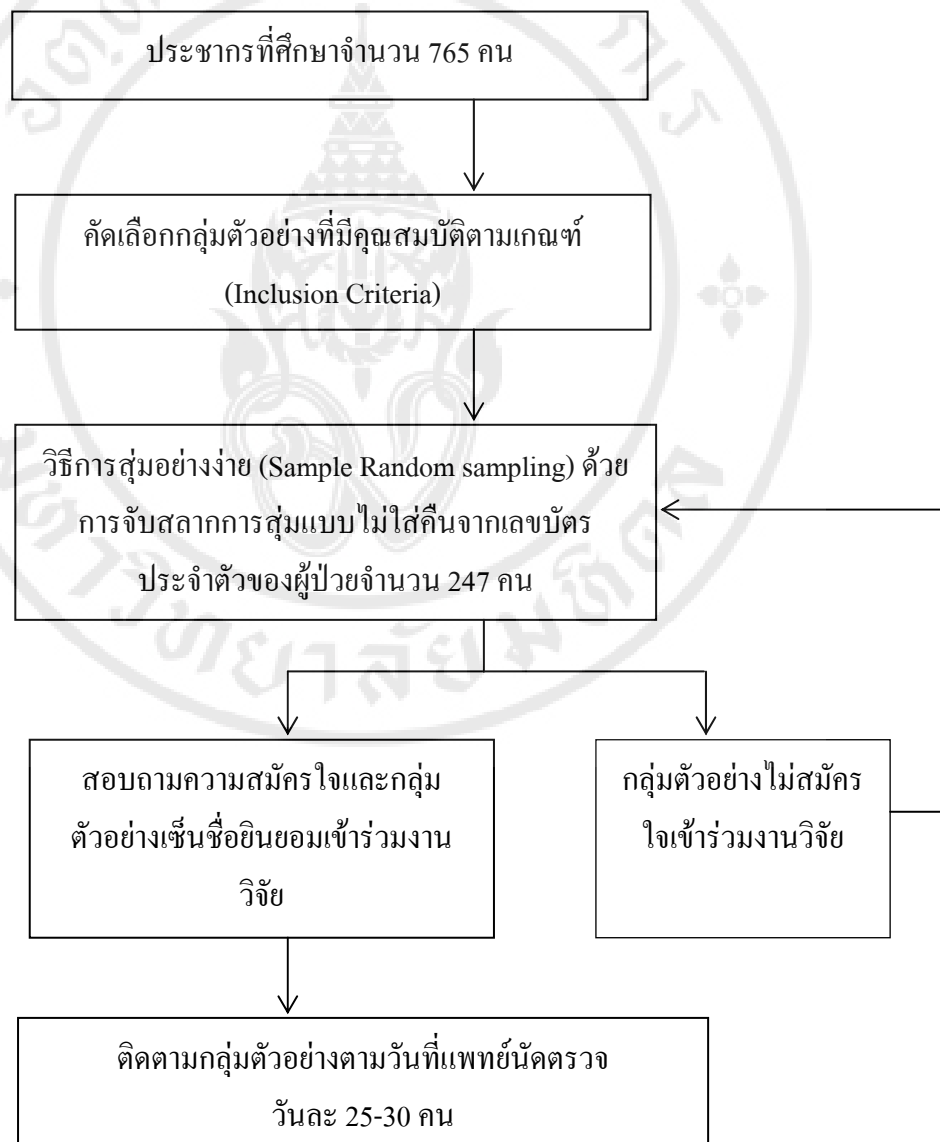 ประชากรที่ศึกษาจำนวน 765 คน
คัดเลือกกลุ่มตัวอย่างที่มีคุณสมบัติตามเกณฑ์
(Inclusion Criteria)
วิธีการสุ่มอย่างง่าย (Sample Random sampling) ด้วย
การจับสลากการสุ่มแบบไม่ใส่คืนจากเลขบัตร
ประจำตัวของผู้ป่วยจำนวน 247 คน
สอบถามความสมัครใจและกลุ่ม
ตัวอย่างเซ็นชื่อยินยอมเข้าร่วมงาน
วิจัย
กลุ่มตัวอย่างไม่สมัคร
ใจเข้าร่วมงานวิจัย
ติดตามกลุ่มตัวอย่างตามวันที่แพทย์นัดตรวจ
วันละ 25-30 คน